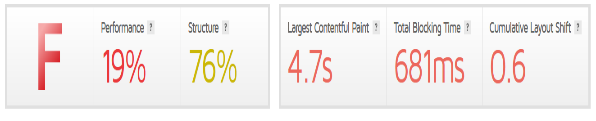 F
Performance ?
19%
Structure ?
76%
Largest Contentful Paint ?
4.7s
Total Blocking Time ?
681ms
Cumulative Layout Shift ?
0.6